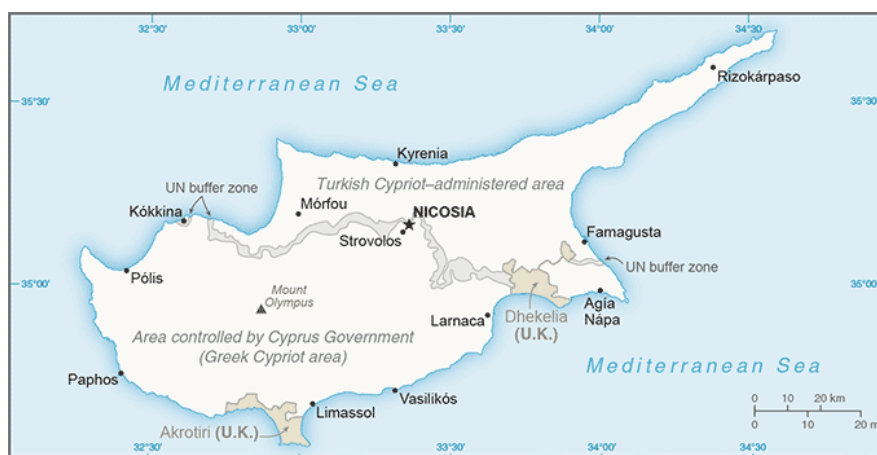 32°30' 33°00' 33°30' 34°00' 34°30'
Mediterranean Sea
Rizokárpaso
35°30' 35°30'
Kyrenia
UN buffer zone
Turkish Cypriot–administered area
Kókkina
Mórfou
NICOSIA
Strovolos
Famagusta
UN buffer zone
35°00' 35°00'
Pólis
Mount
Olympus
Agía
Nápa
Larnaca
Dhekelia
(U.K.)
Area controlled by Cyprus Government
(Greek Cypriot area)
Mediterranean Sea
Paphos
Vasilikós
Limassol
0 10 20 km
0 10 20 m
Akrotiri (U.K.)
32°30' 33°00' 33°30' 34°00' 34°30'